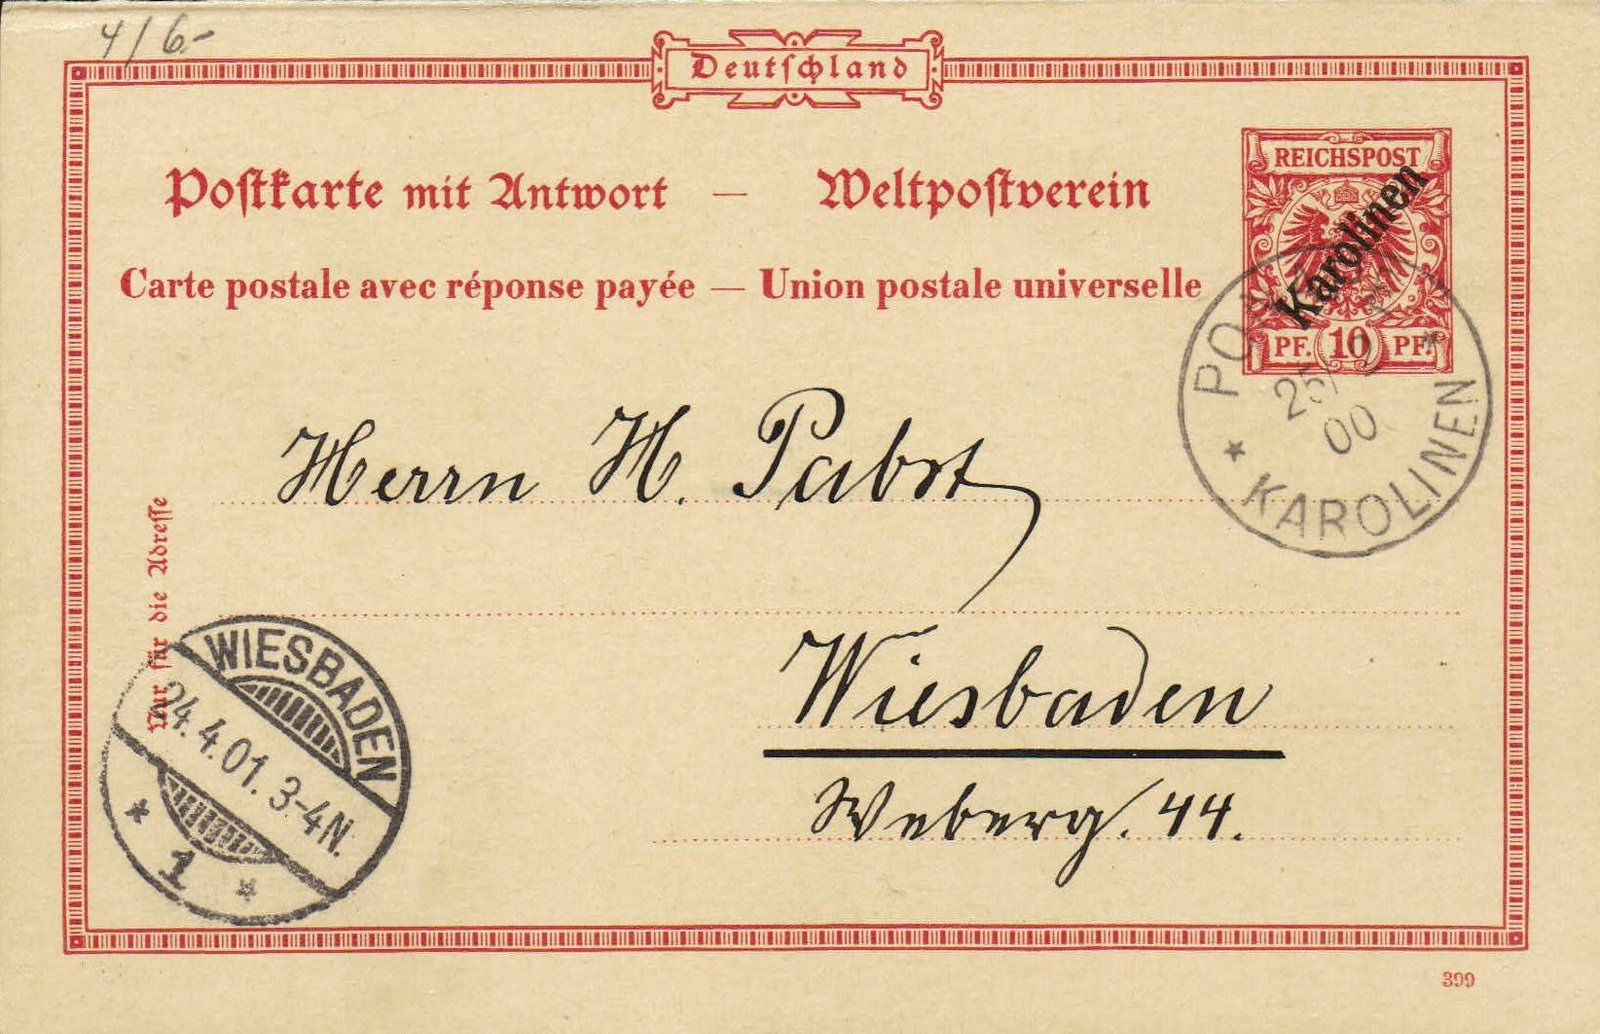 4/6.-
Deutschland
Postkarte mit Antwort — Weltpostverein
Carte postale avec réponse payée — Union postale universelle
REICHSPOST
Karolinen
PF. 10 PF.
00
KAROLINEN
Herrn H. Pabst
Wiesbaden
Weberg. 44.
Nur für die Adresse
WIESBADEN
24.4.01. 3-4N.
1
399